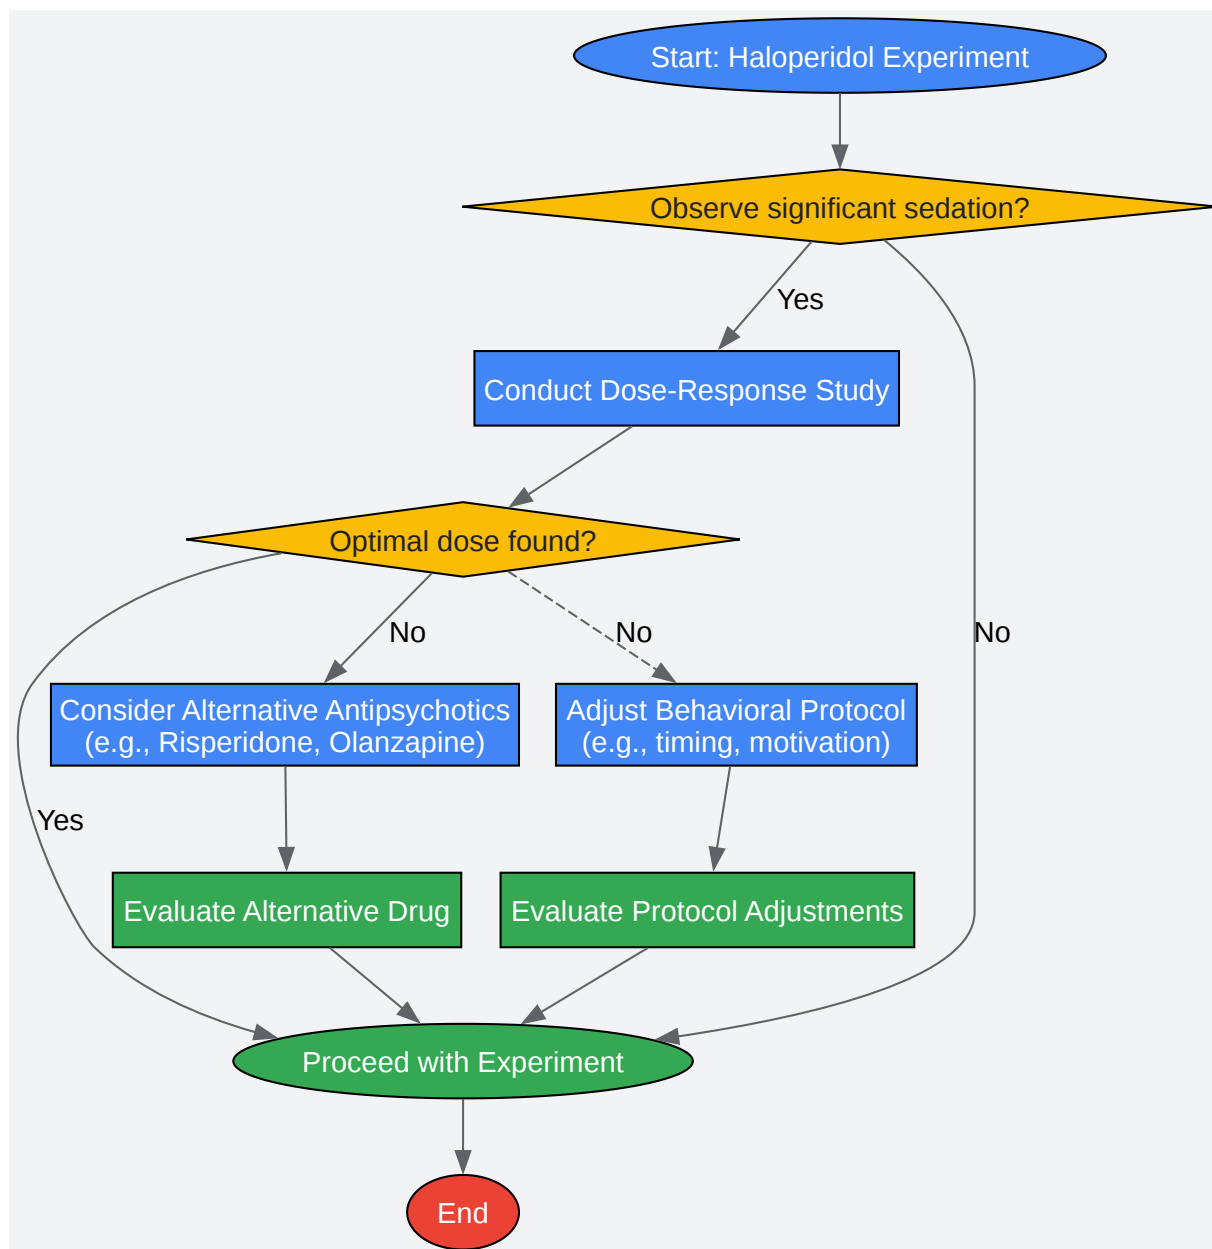 Start: Haloperidol Experiment
Observe significant sedation?
Yes
Conduct Dose-Response Study
Optimal dose found?
No
No
No
Consider Alternative Antipsychotics
(e.g., Risperidone, Olanzapine)
Adjust Behavioral Protocol
(e.g., timing, motivation)
Yes
Evaluate Alternative Drug
Evaluate Protocol Adjustments
Proceed with Experiment
End